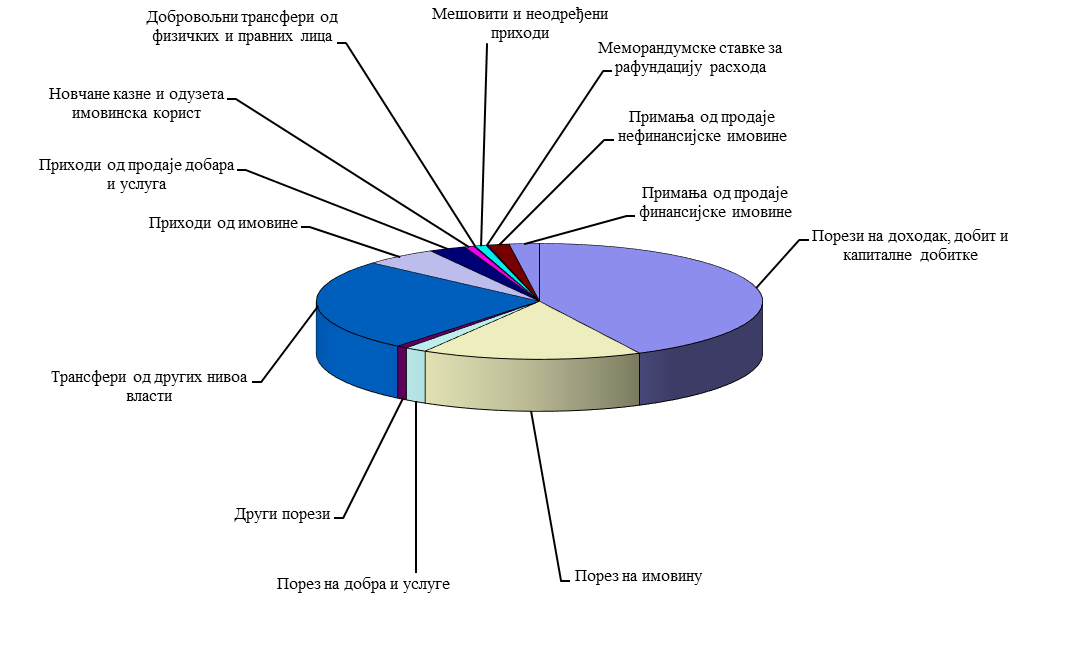 Добровољни трансфери од
физичких и правних лица
Мешовити и неодређени
приходи
Меморандумске ставке за
рафундацију расхода
Новчане казне и одузета
имовинска корист
Примања од продаје
нефинансијске имовине
Приходи од продаје добара
и услуга
Примања од продаје
финансијске имовине
Приходи од имовине
Порези на доходак, добит и
капиталне добитке
Трансфери од других нивоа
власти
Други порези
Порез на добра и услуге
Порез на имовину